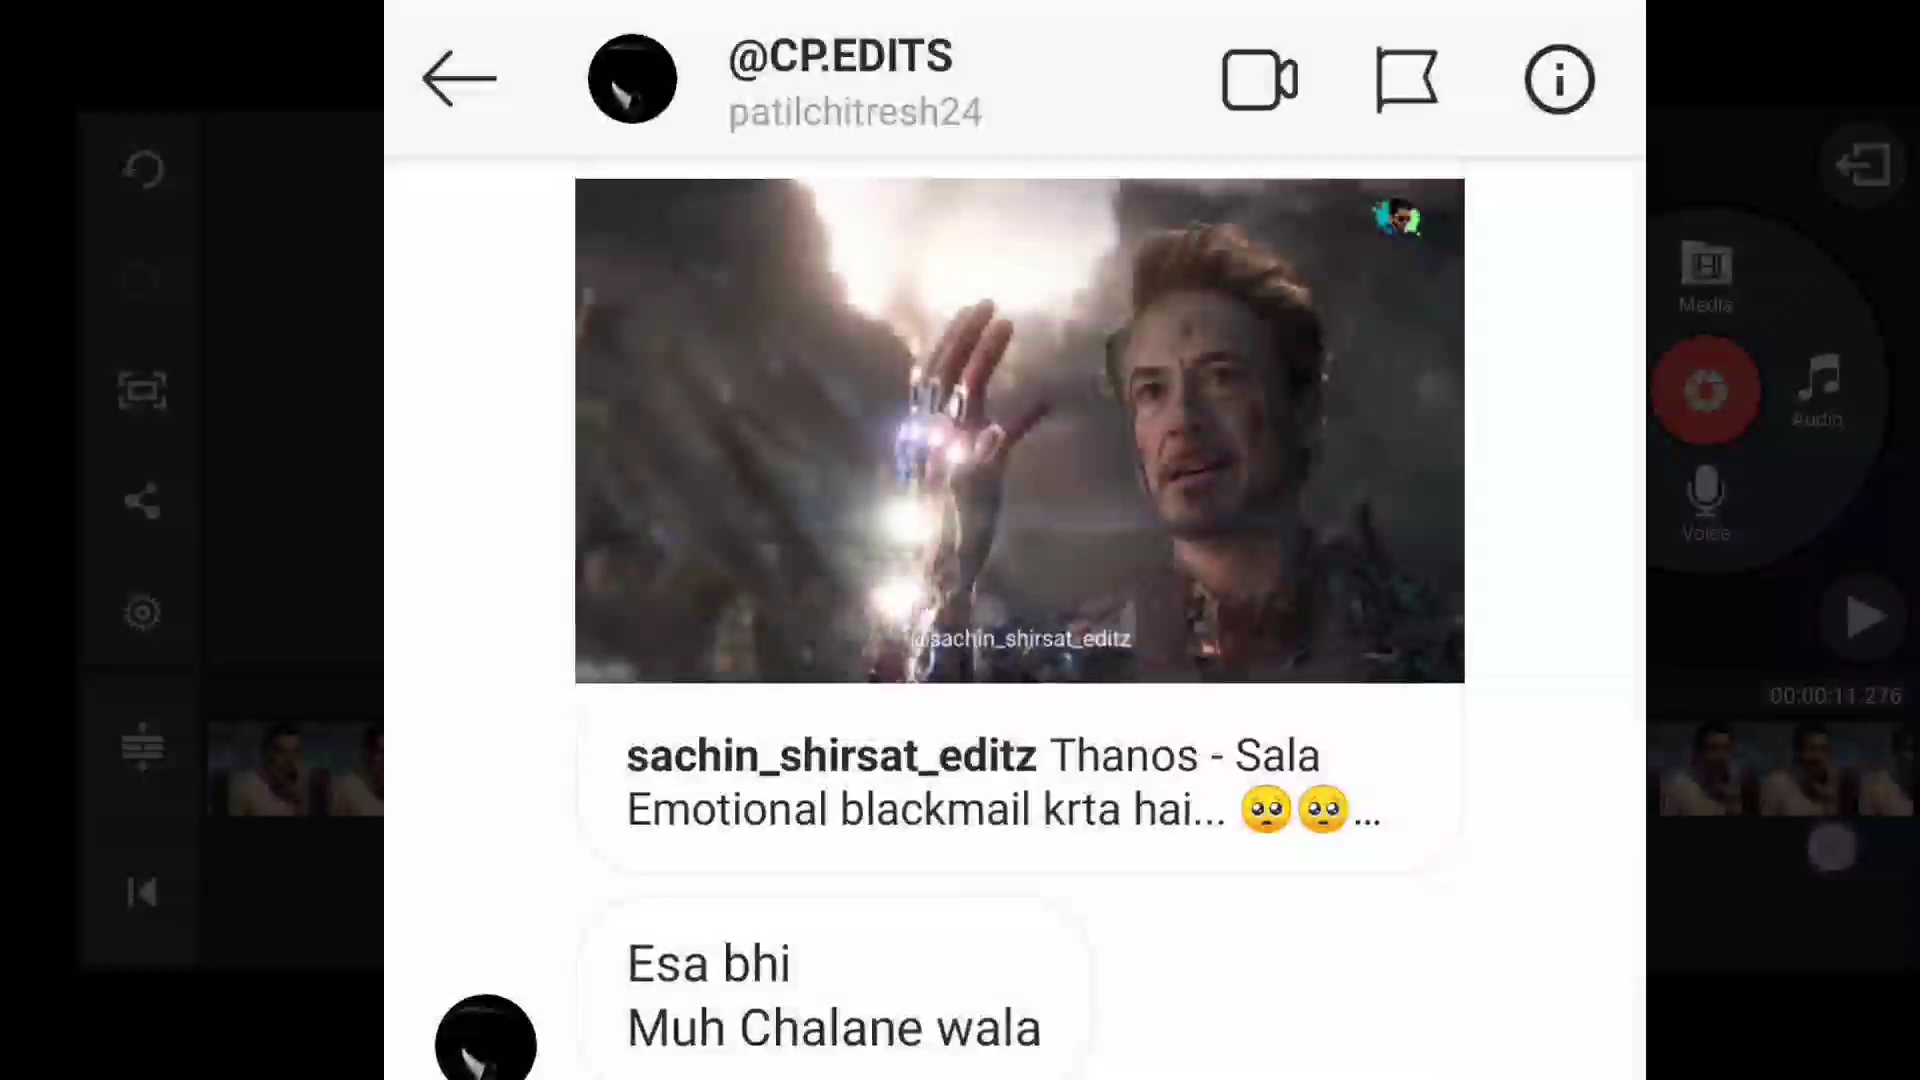 @CP.EDITS
patilchitresh24
Media
Audio
Voice
@sachin_shirsat_editz
00:00:11.276
sachin_shirsat_editz Thanos - Sala
Emotional blackmail krta hai... 🥺🥺...
Esa bhi
Muh Chalane wala